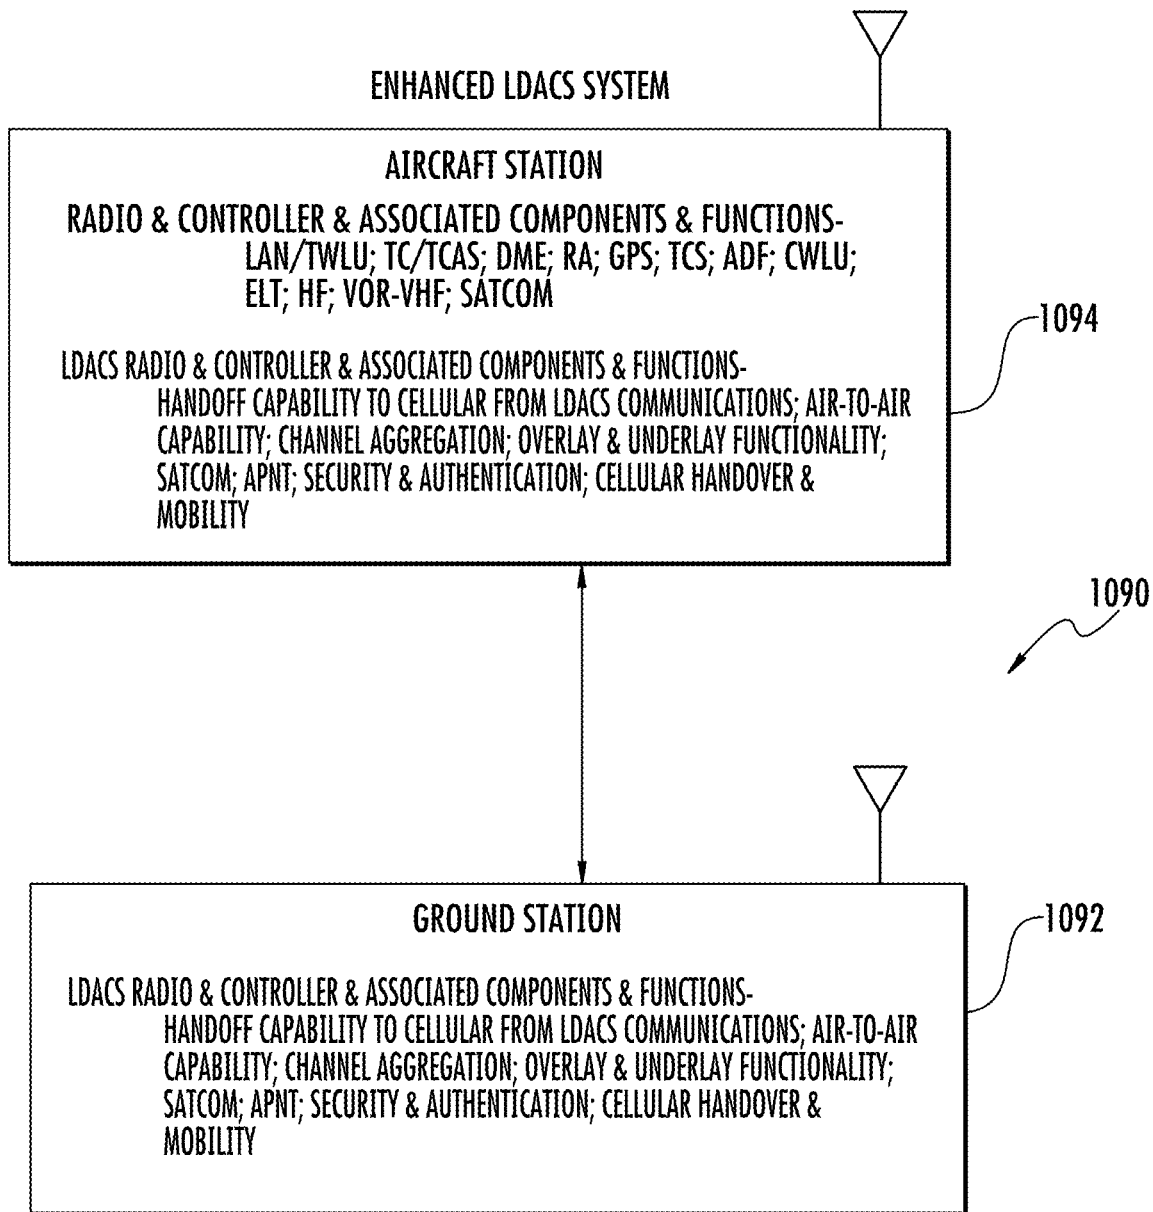 ENHANCED LDACS SYSTEM
AIRCRAFT STATION
RADIO & CONTROLLER & ASSOCIATED COMPONENTS & FUNCTIONS-
LAN/TWLU; TC/TCAS; DME; RA; GPS; TCS; ADF; CWLU;
ELT; HF; VOR-VHF; SATCOM
1094
LDACS RADIO & CONTROLLER & ASSOCIATED COMPONENTS & FUNCTIONS-
HANDOFF CAPABILITY TO CELLULAR FROM LDACS COMMUNICATIONS; AIR-TO-AIR
CAPABILITY; CHANNEL AGGREGATION; OVERLAY & UNDERLAY FUNCTIONALITY;
SATCOM; APNT; SECURITY & AUTHENTICATION; CELLULAR HANDOVER &
MOBILITY
1090
GROUND STATION
1092
LDACS RADIO & CONTROLLER & ASSOCIATED COMPONENTS & FUNCTIONS-
HANDOFF CAPABILITY TO CELLULAR FROM LDACS COMMUNICATIONS; AIR-TO-AIR
CAPABILITY; CHANNEL AGGREGATION; OVERLAY & UNDERLAY FUNCTIONALITY;
SATCOM; APNT; SECURITY & AUTHENTICATION; CELLULAR HANDOVER &
MOBILITY